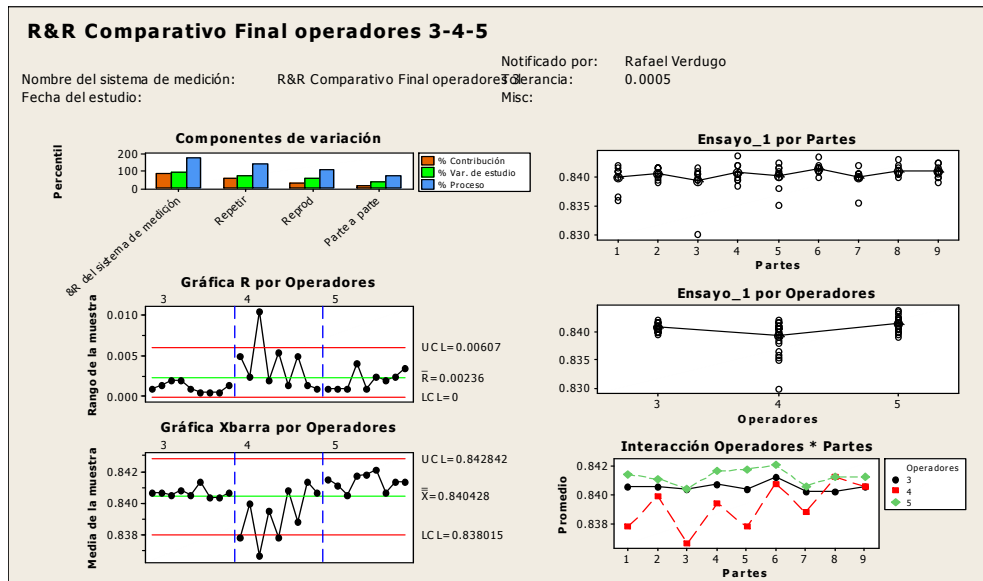 R&R Comparativo Final operadores 3-4-5
Notificado por: Rafael Verdugo
Nombre del sistema de medición: R&R Comparativo Final operadores 3
Tolerancia: 0.0005
Fecha del estudio:
Misc:
Componentes de variación
Percentil
200
100
0
% Contribución
% Var. de estudio
% Proceso
&R del sistema de medición
Repetir
Reprod
Parte a parte
Gráfica R por Operadores
3 4 5
Rango de la muestra
0.010
0.005
0.000
UCL=0.00607
R=0.00236
LCL=0
Gráfica Xbarra por Operadores
3 4 5
Media de la muestra
0.842
0.840
0.838
UCL=0.842842
X=0.840428
LCL=0.838015
Ensayo_1 por Partes
0.840
0.835
0.830
1 2 3 4 5 6 7 8 9
Partes
Ensayo_1 por Operadores
0.840
0.835
0.830
3 4 5
Operadores
Interacción Operadores * Partes
Promedio
0.842
0.840
0.838
1 2 3 4 5 6 7 8 9
Partes
Operadores
3
4
5